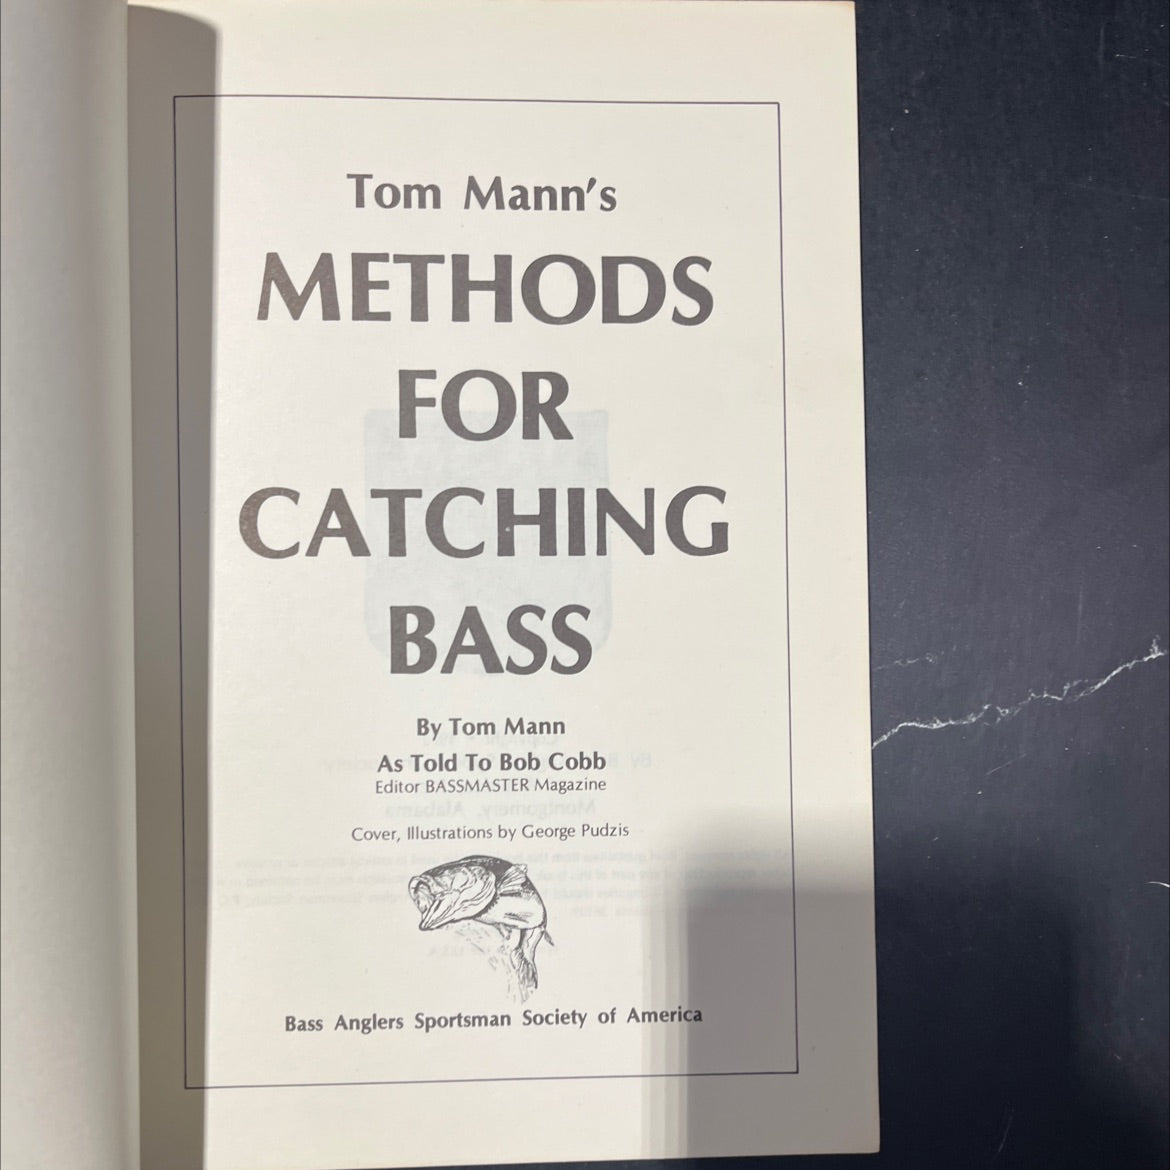 Tom Mann's
METHODS
FOR
CATCHING
BASS
By Tom Mann
As Told To Bob Cobb
Editor BASSMASTER Magazine
Cover, Illustrations by George Pudzis
Bass Anglers Sportsman Society of America